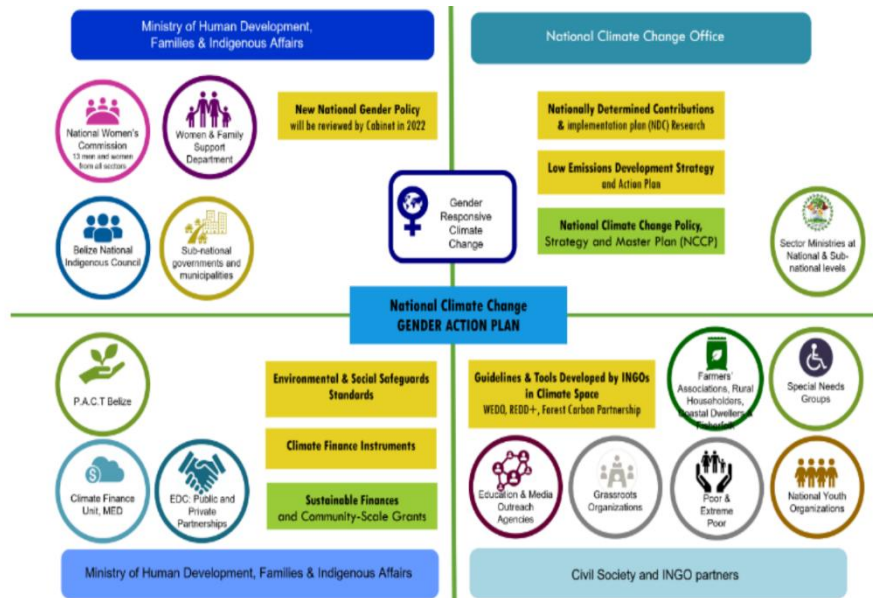 Ministry of Human Development,
Families & Indigenous Affairs
National Climate Change Office
National Women's
Commission
13 men and women
from all sectors
Women & Family
Support
Department
New National Gender Policy
will be reviewed by Cabinet in 2022
Nationally Determined Contributions
& implementation plan (NDC) Research
Low Emissions Development Strategy
and Action Plan
Gender
Responsive
Climate
Change
National Climate Change Policy,
Strategy and Master Plan (NCCP)
Belize National
Indigenous Council
Sub-national
governments and
municipalities
Sector Ministries at
National & Sub-
national levels
National Climate Change
GENDER ACTION PLAN
P.A.C.T Belize
Environmental & Social Safeguards
Standards
Guidelines & Tools Developed by INGOs
in Climate Space
WEDO, REDD+, Forest Carbon Partnership
Farmers'
Associations, Rural
Householders,
Coastal Dwellers &
Fisherfolk
Special Needs
Groups
Climate Finance Instruments
Climate Finance
Unit, MED
EDC: Public and
Private
Partnerships
Sustainable Finances
and Community-Scale Grants
Education & Media
Outreach
Agencies
Grassroots
Organizations
Poor &
Extreme
Poor
National Youth
Organizations
Ministry of Human Development, Families & Indigenous Affairs
Civil Society and INGO partners